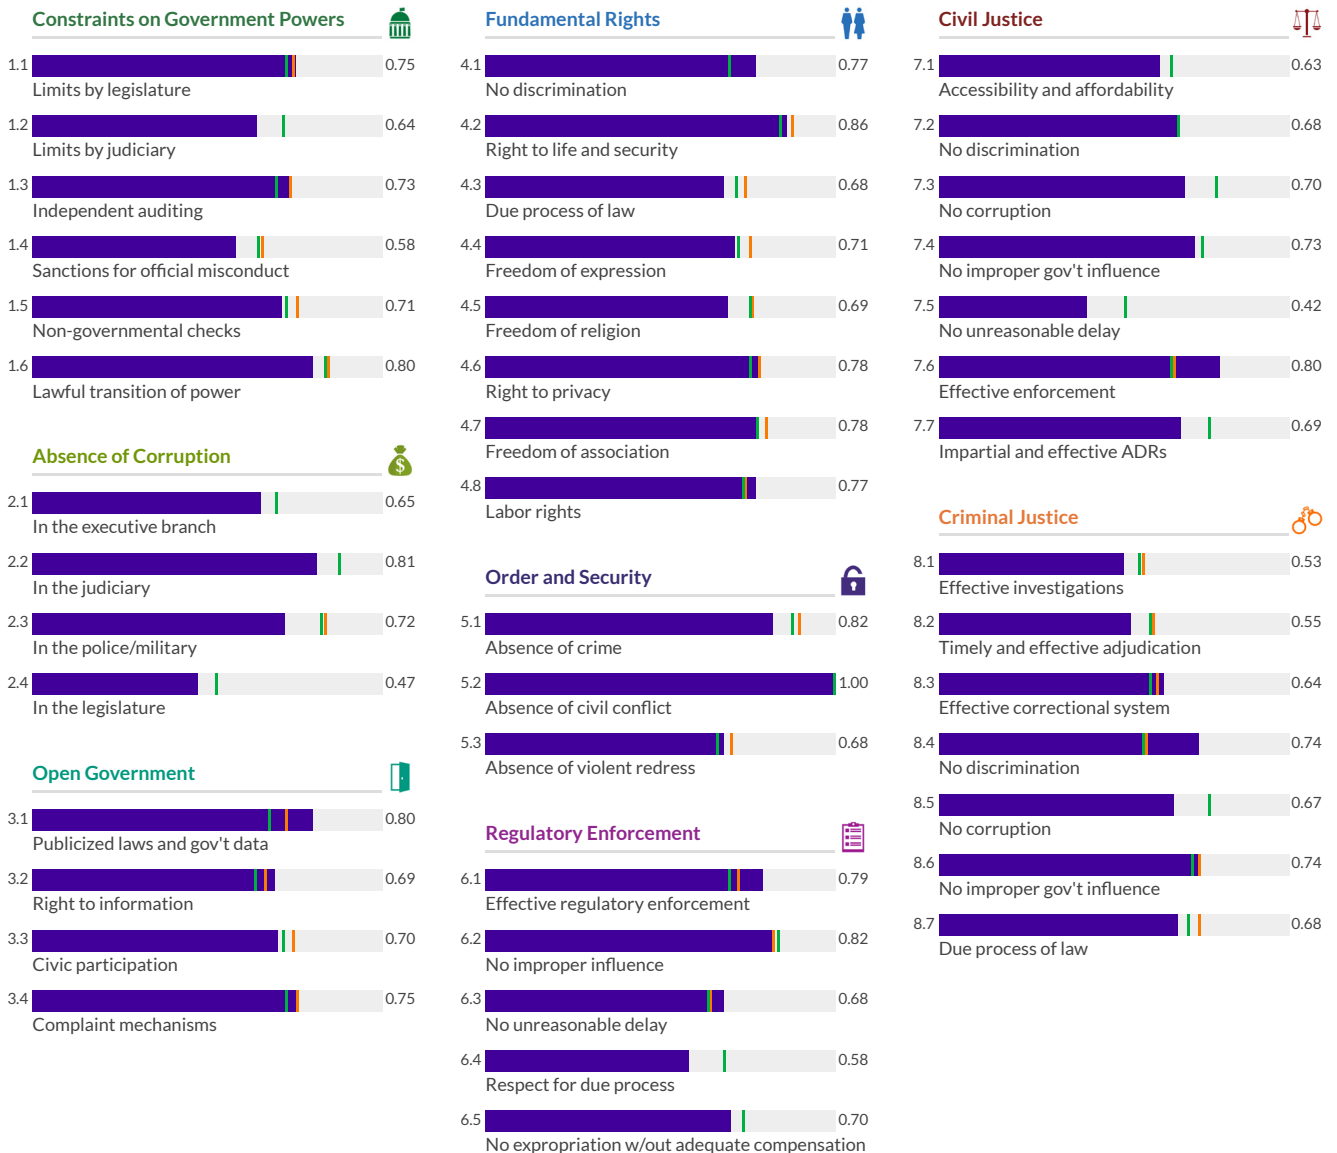 Constraints on Government Powers
1.1 0.75
Limits by legislature
1.2 0.64
Limits by judiciary
1.3 0.73
Independent auditing
1.4 0.58
Sanctions for official misconduct
1.5 0.71
Non-governmental checks
1.6 0.80
Lawful transition of power
Absence of Corruption
$
2.1 0.65
In the executive branch
2.2 0.81
In the judiciary
2.3 0.72
In the police/military
2.4 0.47
In the legislature
Open Government
3.1 0.80
Publicized laws and gov't data
3.2 0.69
Right to information
3.3 0.70
Civic participation
3.4 0.75
Complaint mechanisms
Fundamental Rights
4.1 0.77
No discrimination
4.2 0.86
Right to life and security
4.3 0.68
Due process of law
4.4 0.71
Freedom of expression
4.5 0.69
Freedom of religion
4.6 0.78
Right to privacy
4.7 0.78
Freedom of association
4.8 0.77
Labor rights
Order and Security
5.1 0.82
Absence of crime
5.2 1.00
Absence of civil conflict
5.3 0.68
Absence of violent redress
Regulatory Enforcement
6.1 0.79
Effective regulatory enforcement
6.2 0.82
No improper influence
6.3 0.68
No unreasonable delay
6.4 0.58
Respect for due process
6.5 0.70
No expropriation w/out adequate compensation
Civil Justice
7.1 0.63
Accessibility and affordability
7.2 0.68
No discrimination
7.3 0.70
No corruption
7.4 0.73
No improper gov't influence
7.5 0.42
No unreasonable delay
7.6 0.80
Effective enforcement
7.7 0.69
Impartial and effective ADRs
Criminal Justice
8.1 0.53
Effective investigations
8.2 0.55
Timely and effective adjudication
8.3 0.64
Effective correctional system
8.4 0.74
No discrimination
8.5 0.67
No corruption
8.6 0.74
No improper gov't influence
8.7 0.68
Due process of law